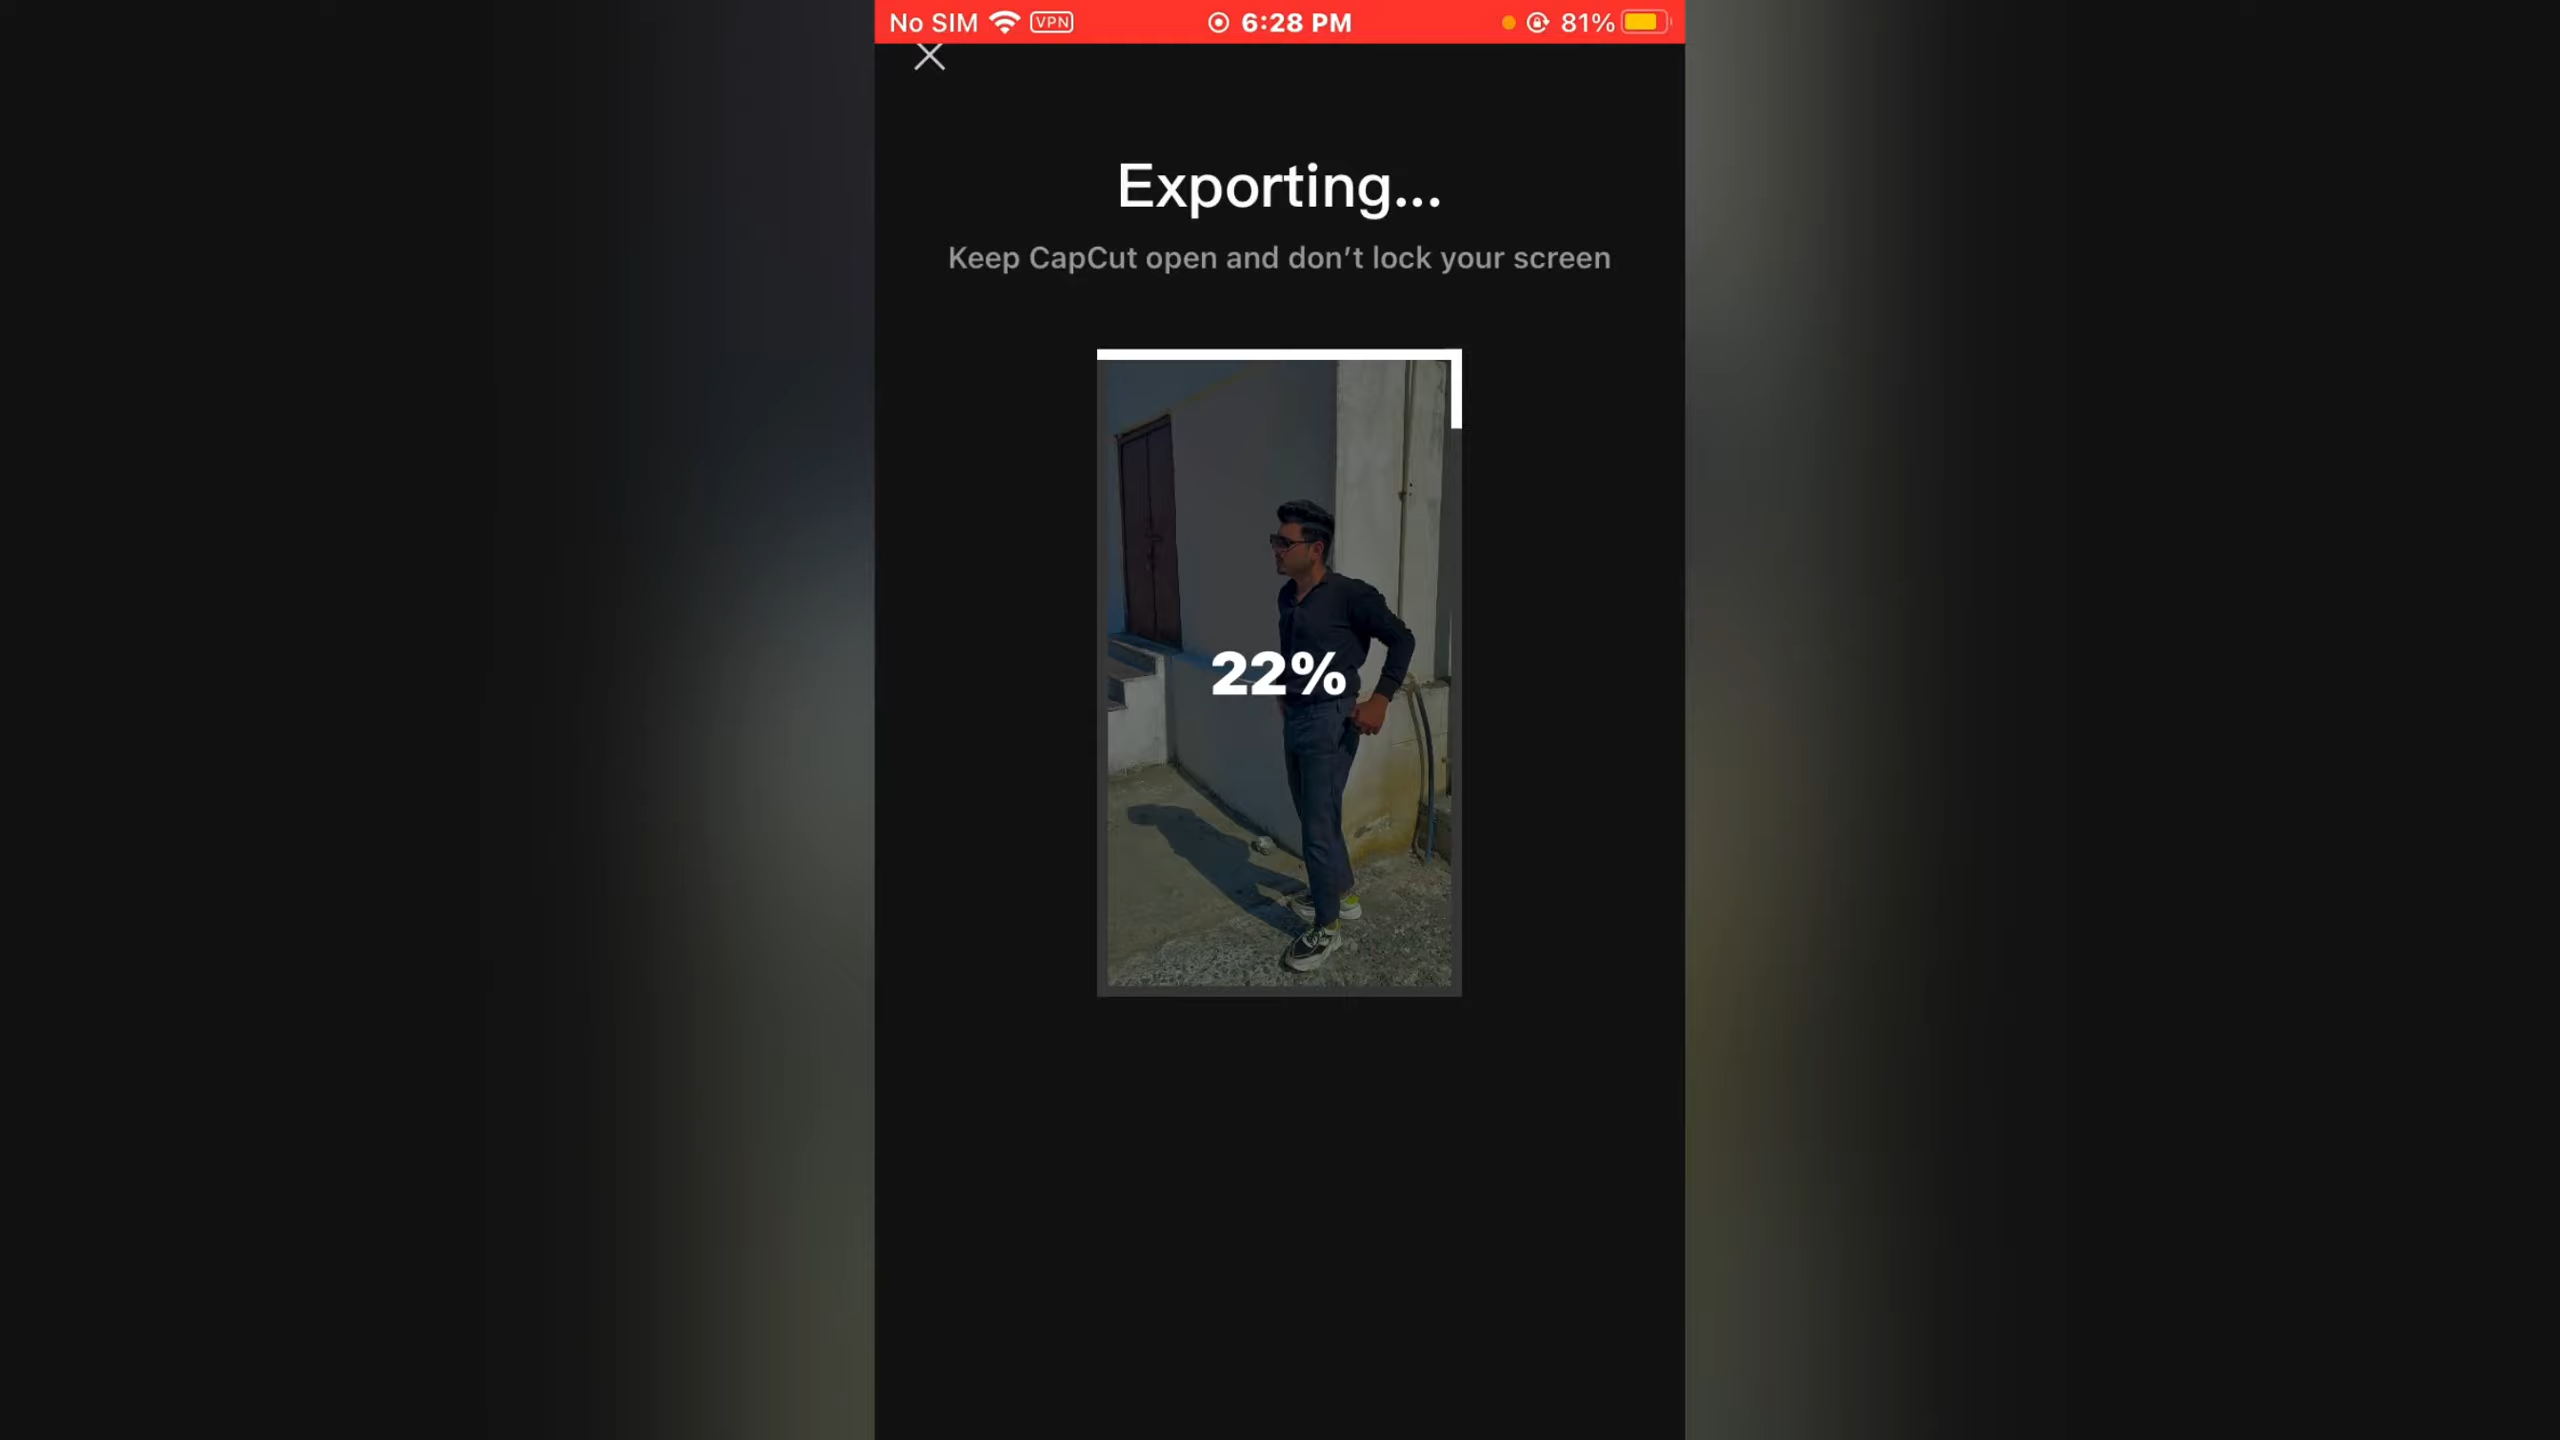 No SIM VPN 6:28 PM 81%
Exporting...
Keep CapCut open and don’t lock your screen
22%